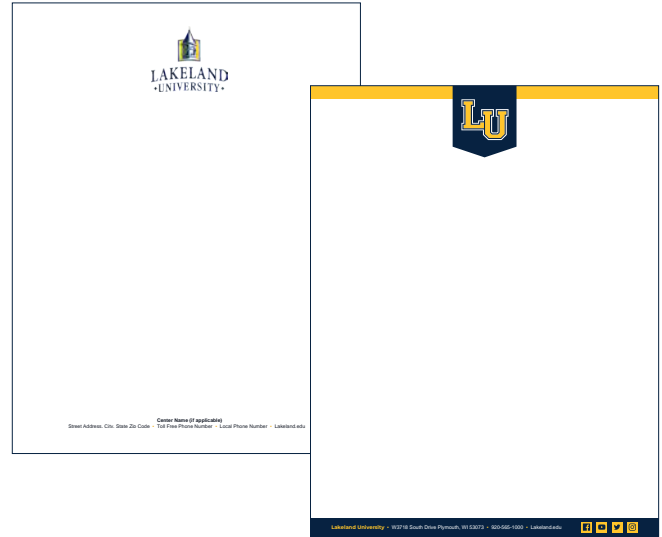 LAKELAND
•UNIVERSITY•
Center Name (if applicable)
Street Address, City, State Zip Code • Toll Free Phone Number • Local Phone Number • Lakeland.edu
LU
Lakeland University • W3718 South Drive Plymouth, WI 53073 • 920-565-1000 • Lakeland.edu